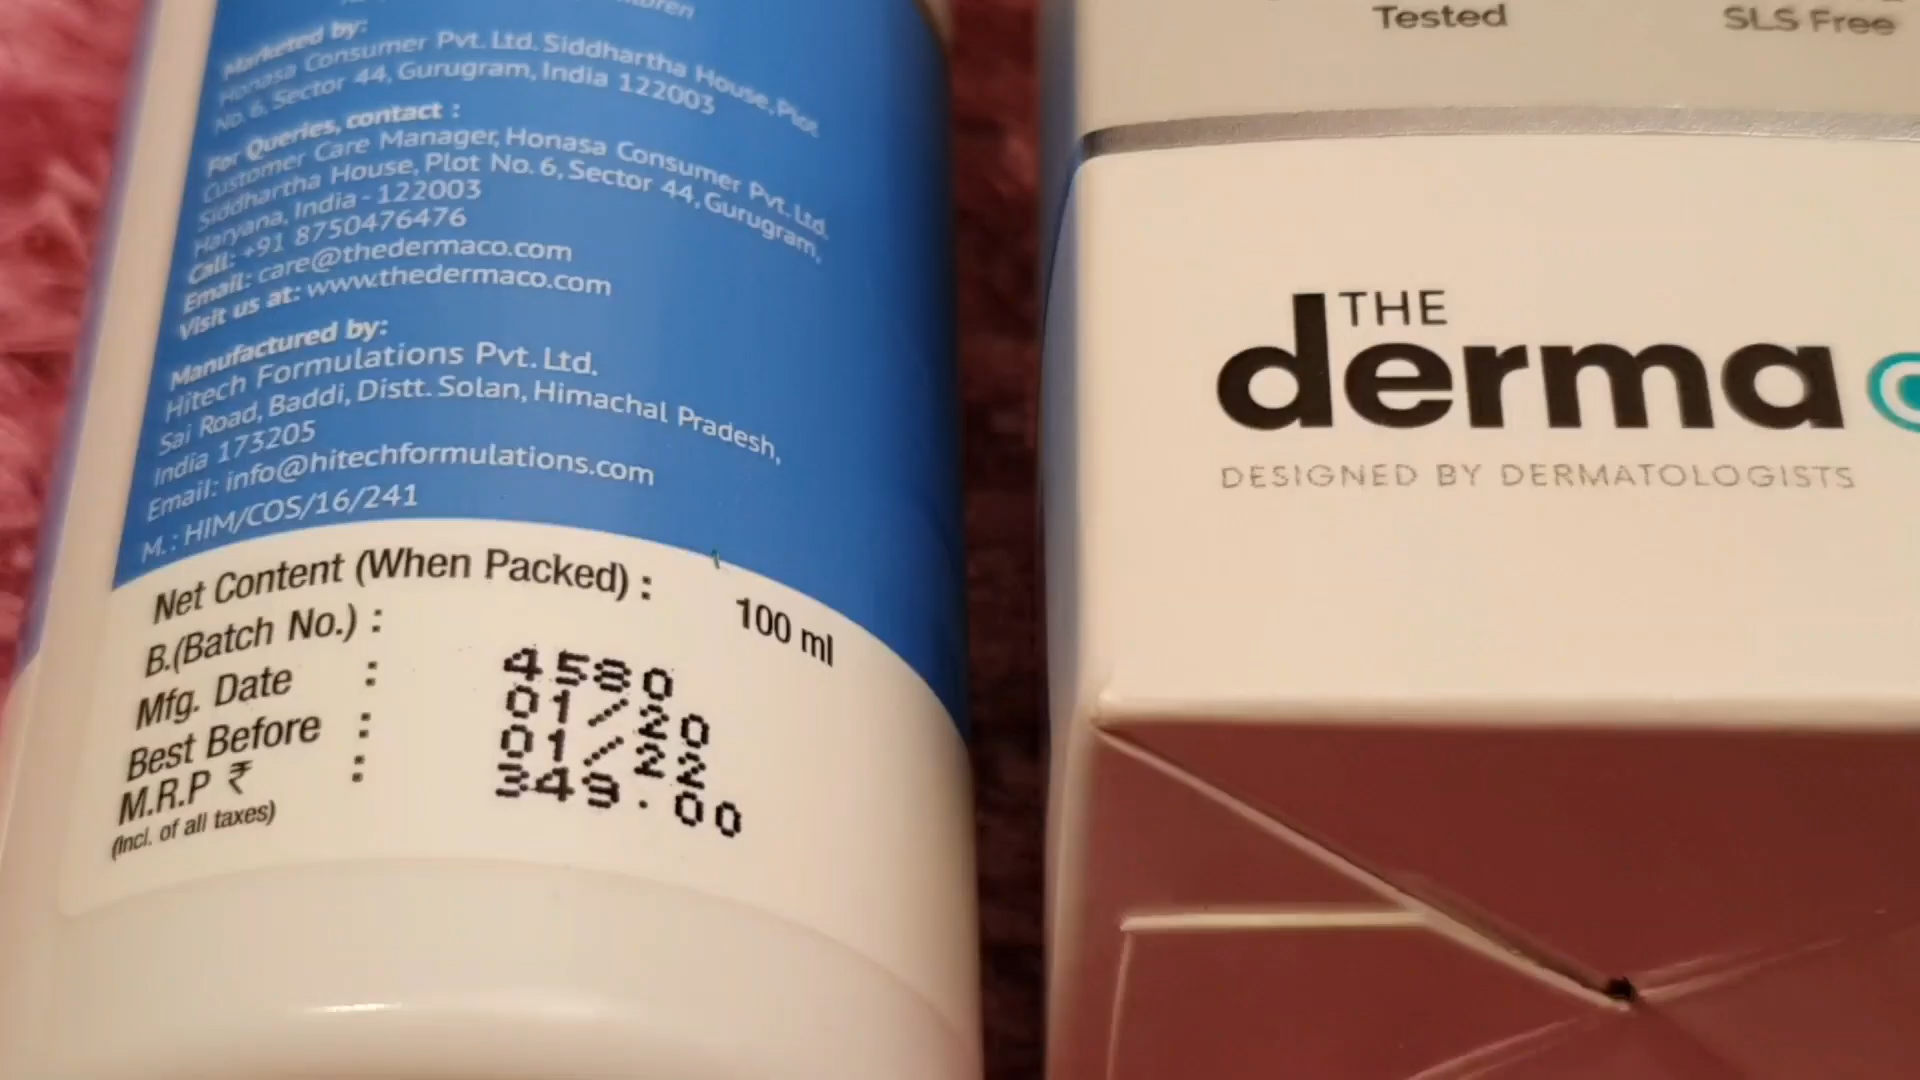 Marketed by:
Honasa Consumer Pvt. Ltd. Siddhartha House, Plot
No. 6, Sector 44, Gurugram, India 122003
For Queries, contact :
Customer Care Manager, Honasa Consumer Pvt. Ltd.
Siddhartha House, Plot No. 6, Sector 44, Gurugram,
Haryana, India - 122003
Call: +91 8750476476
Email: care@thedermaco.com
Visit us at: www.thedermaco.com
Manufactured by:
Hitech Formulations Pvt. Ltd.
Sai Road, Baddi, Distt. Solan, Himachal Pradesh,
India 173205
Email: info@hitechformulations.com
M.: HIM/COS/16/241
Net Content (When Packed) : 100 ml
B.(Batch No.) : 4580
Mfg. Date : 01/20
Best Before : 01/22
M.R.P ₹ : 349.00
(Incl. of all taxes)
Tested
SLS Free
THE
derma
DESIGNED BY DERMATOLOGISTS